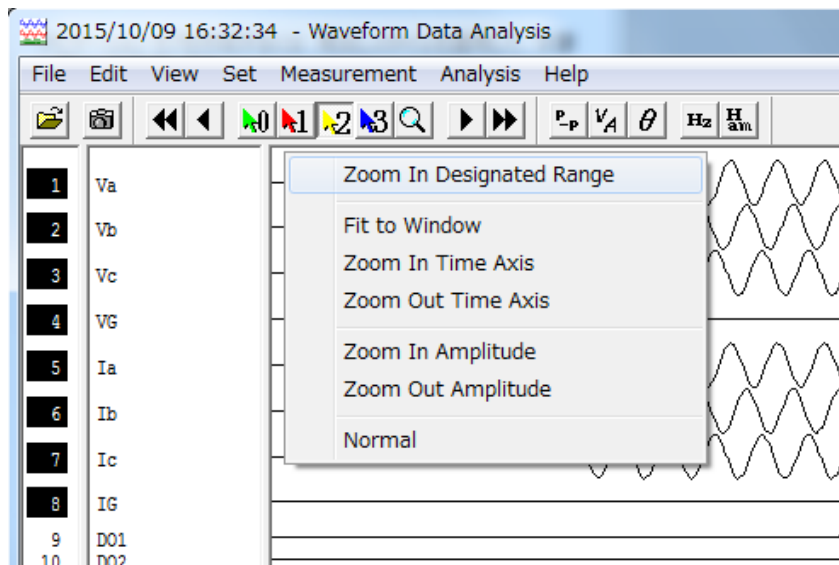 2015/10/09 16:32:34 - Waveform Data Analysis
File Edit View Set Measurement Analysis Help
0 1 2 3 P-P V/A θ Hz Ham
Zoom In Designated Range
Fit to Window
Zoom In Time Axis
Zoom Out Time Axis
Zoom In Amplitude
Zoom Out Amplitude
Normal
1 Va
2 Vb
3 Vc
4 VG
5 Ia
6 Ib
7 Ic
8 IG
9 DO1
10 DO2